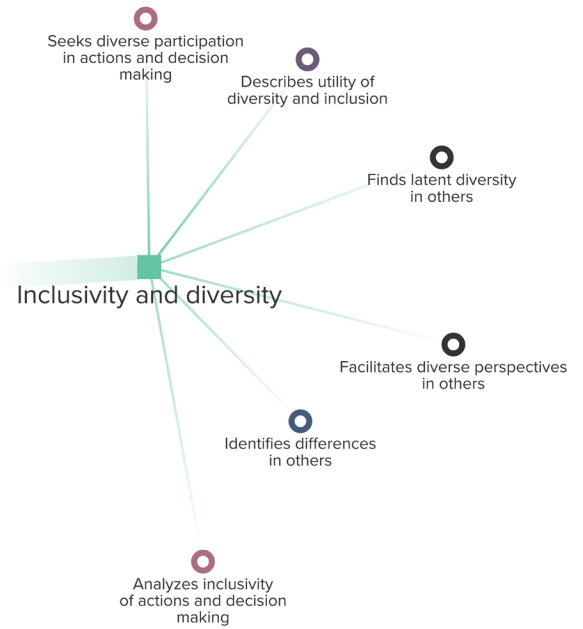 Seeks diverse participation
in actions and decision
making
Describes utility of
diversity and inclusion
Finds latent diversity
in others
Inclusivity and diversity
Facilitates diverse perspectives
in others
Identifies differences
in others
Analyzes inclusivity
of actions and decision
making